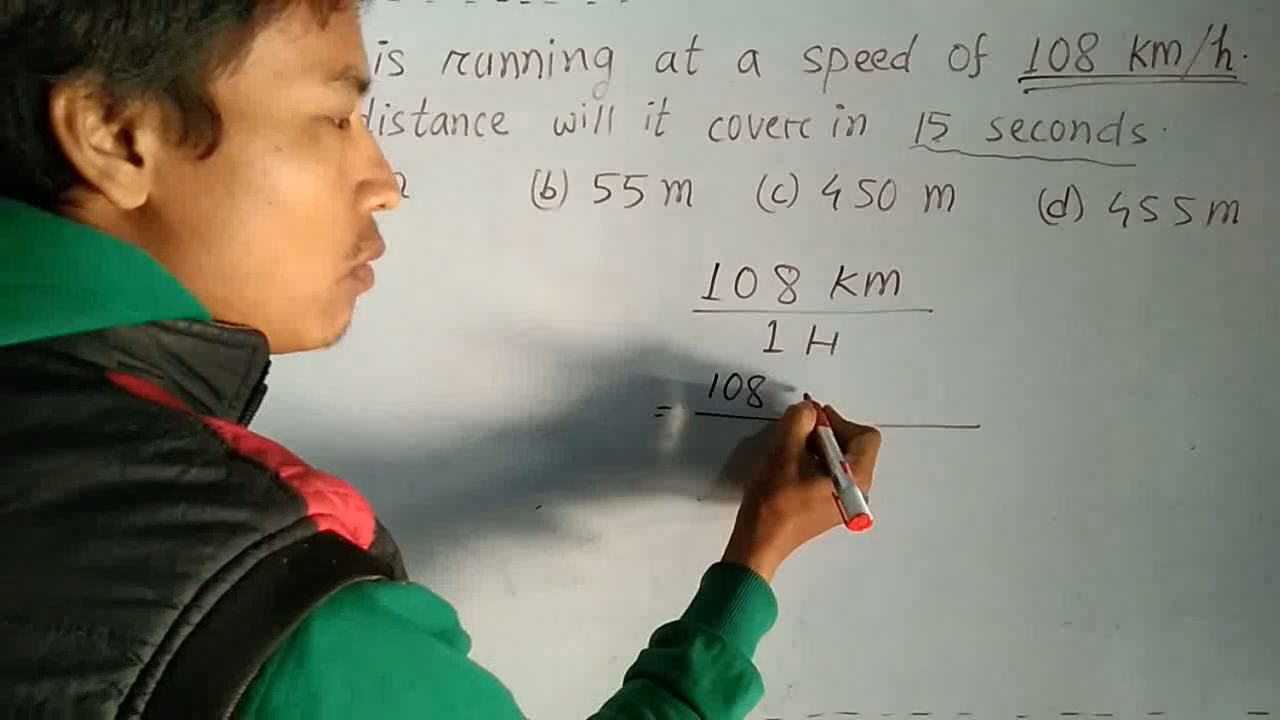 is running at a speed of 108 km/h.
distance will it coverc in 15 seconds.
(b) 55 m (c) 450 m (d) 455 m
108 km
1 H
= 108